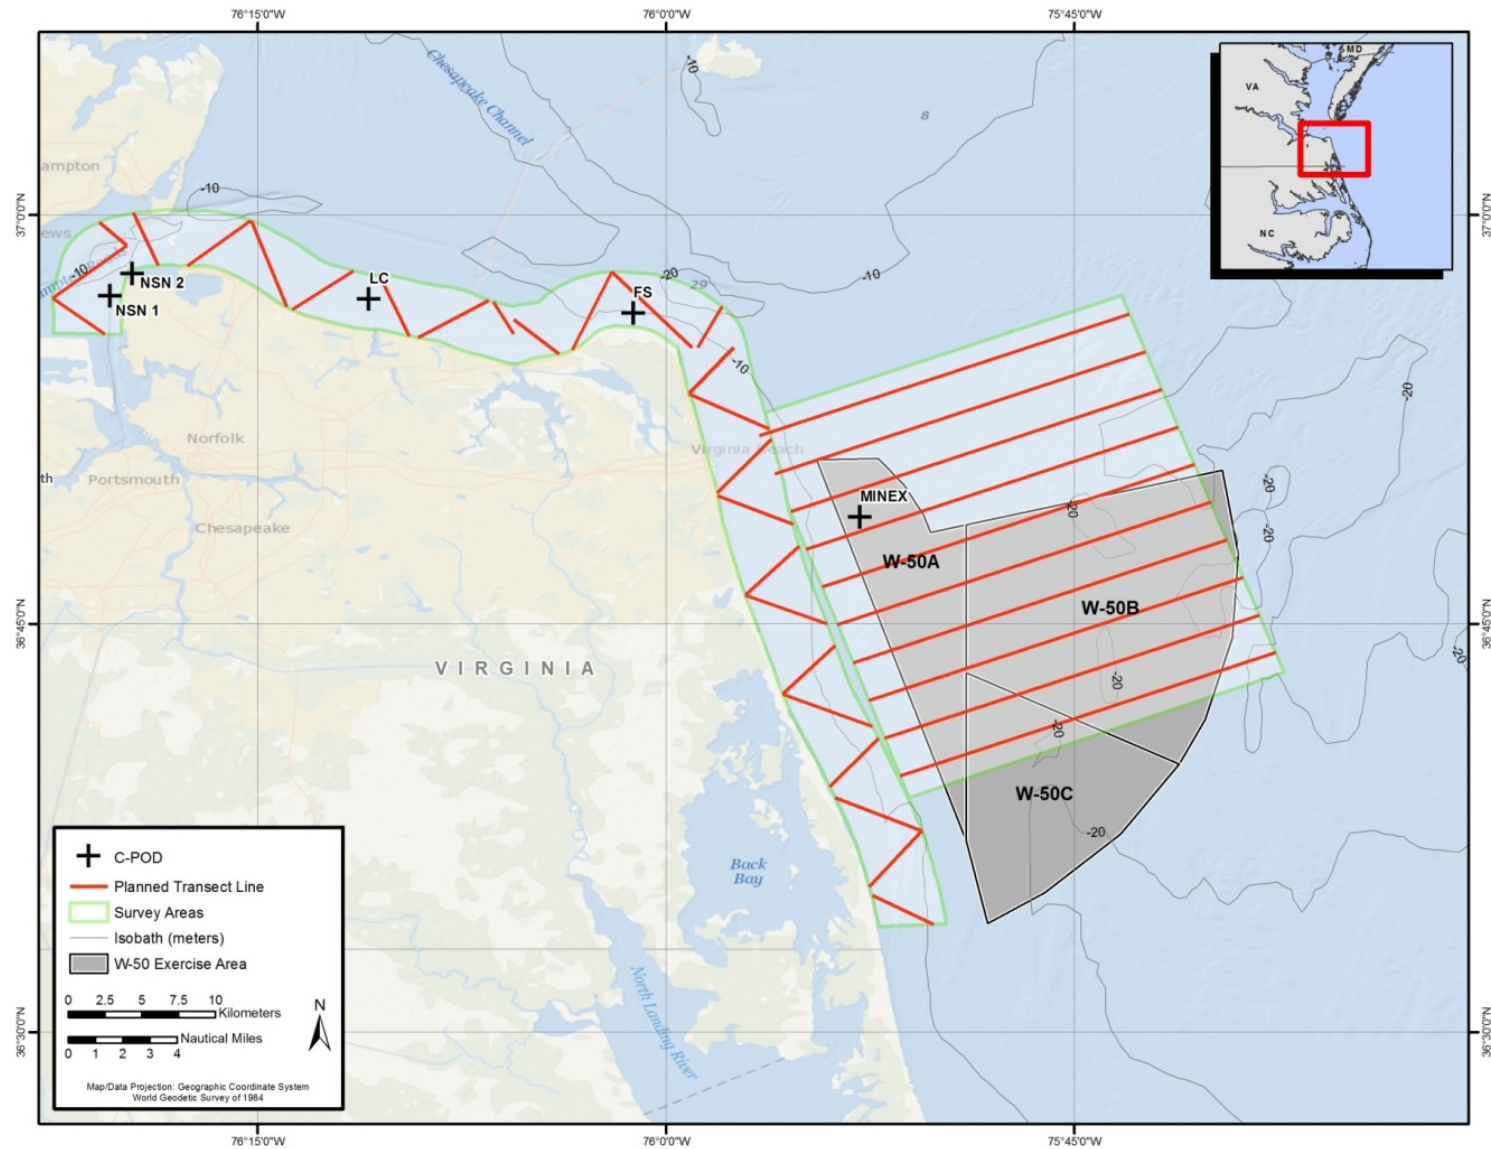 76°15'0"W
76°0'0"W
75°45'0"W
MD
VA
NC
Chesapeake Channel
-10
8
ampton
-10
37°0'0"N
37°0'0"N
ews
-10
NSN 2
NSN 1
LC
FS
-20
29
-10
-10
-20
Norfolk
Virginia Beach
th
Portsmouth
Chesapeake
MINEX
-20
-20
-20
W-50A
W-50B
36°45'0"N
36°45'0"N
VIRGINIA
-20
-20
-20
W-50C
-20
Back
Bay
North Landing River
C-POD
Planned Transect Line
Survey Areas
Isobath (meters)
W-50 Exercise Area
0 2.5 5 7.5 10
Kilometers
N
Nautical Miles
0 1 2 3 4
Map/Data Projection: Geographic Coordinate System
World Geodetic Survey of 1984
36°30'0"N
36°30'0"N
76°15'0"W
76°0'0"W
75°45'0"W